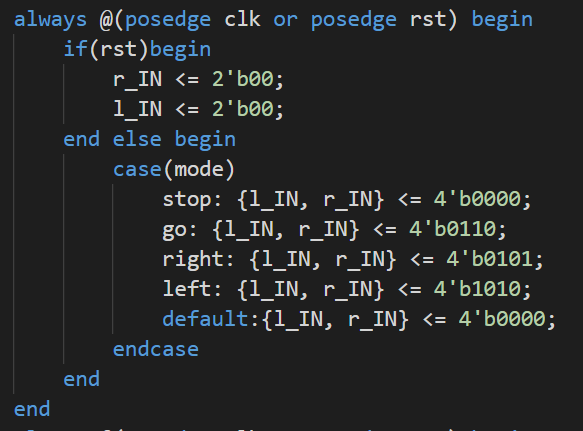 always @(posedge clk or posedge rst) begin
    if(rst)begin
        r_IN <= 2'b00;
        l_IN <= 2'b00;
    end else begin
        case(mode)
            stop: {l_IN, r_IN} <= 4'b0000;
            go: {l_IN, r_IN} <= 4'b0110;
            right: {l_IN, r_IN} <= 4'b0101;
            left: {l_IN, r_IN} <= 4'b1010;
            default:{l_IN, r_IN} <= 4'b0000;
        endcase
    end
end